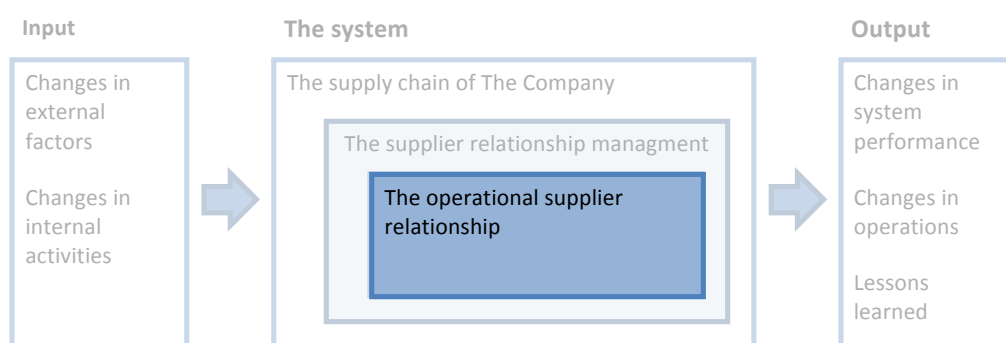 Input
Changes in
external
factors
Changes in
internal
activities
The system
The supply chain of The Company
The supplier relationship managment
The operational supplier
relationship
Output
Changes in
system
performance
Changes in
operations
Lessons
learned